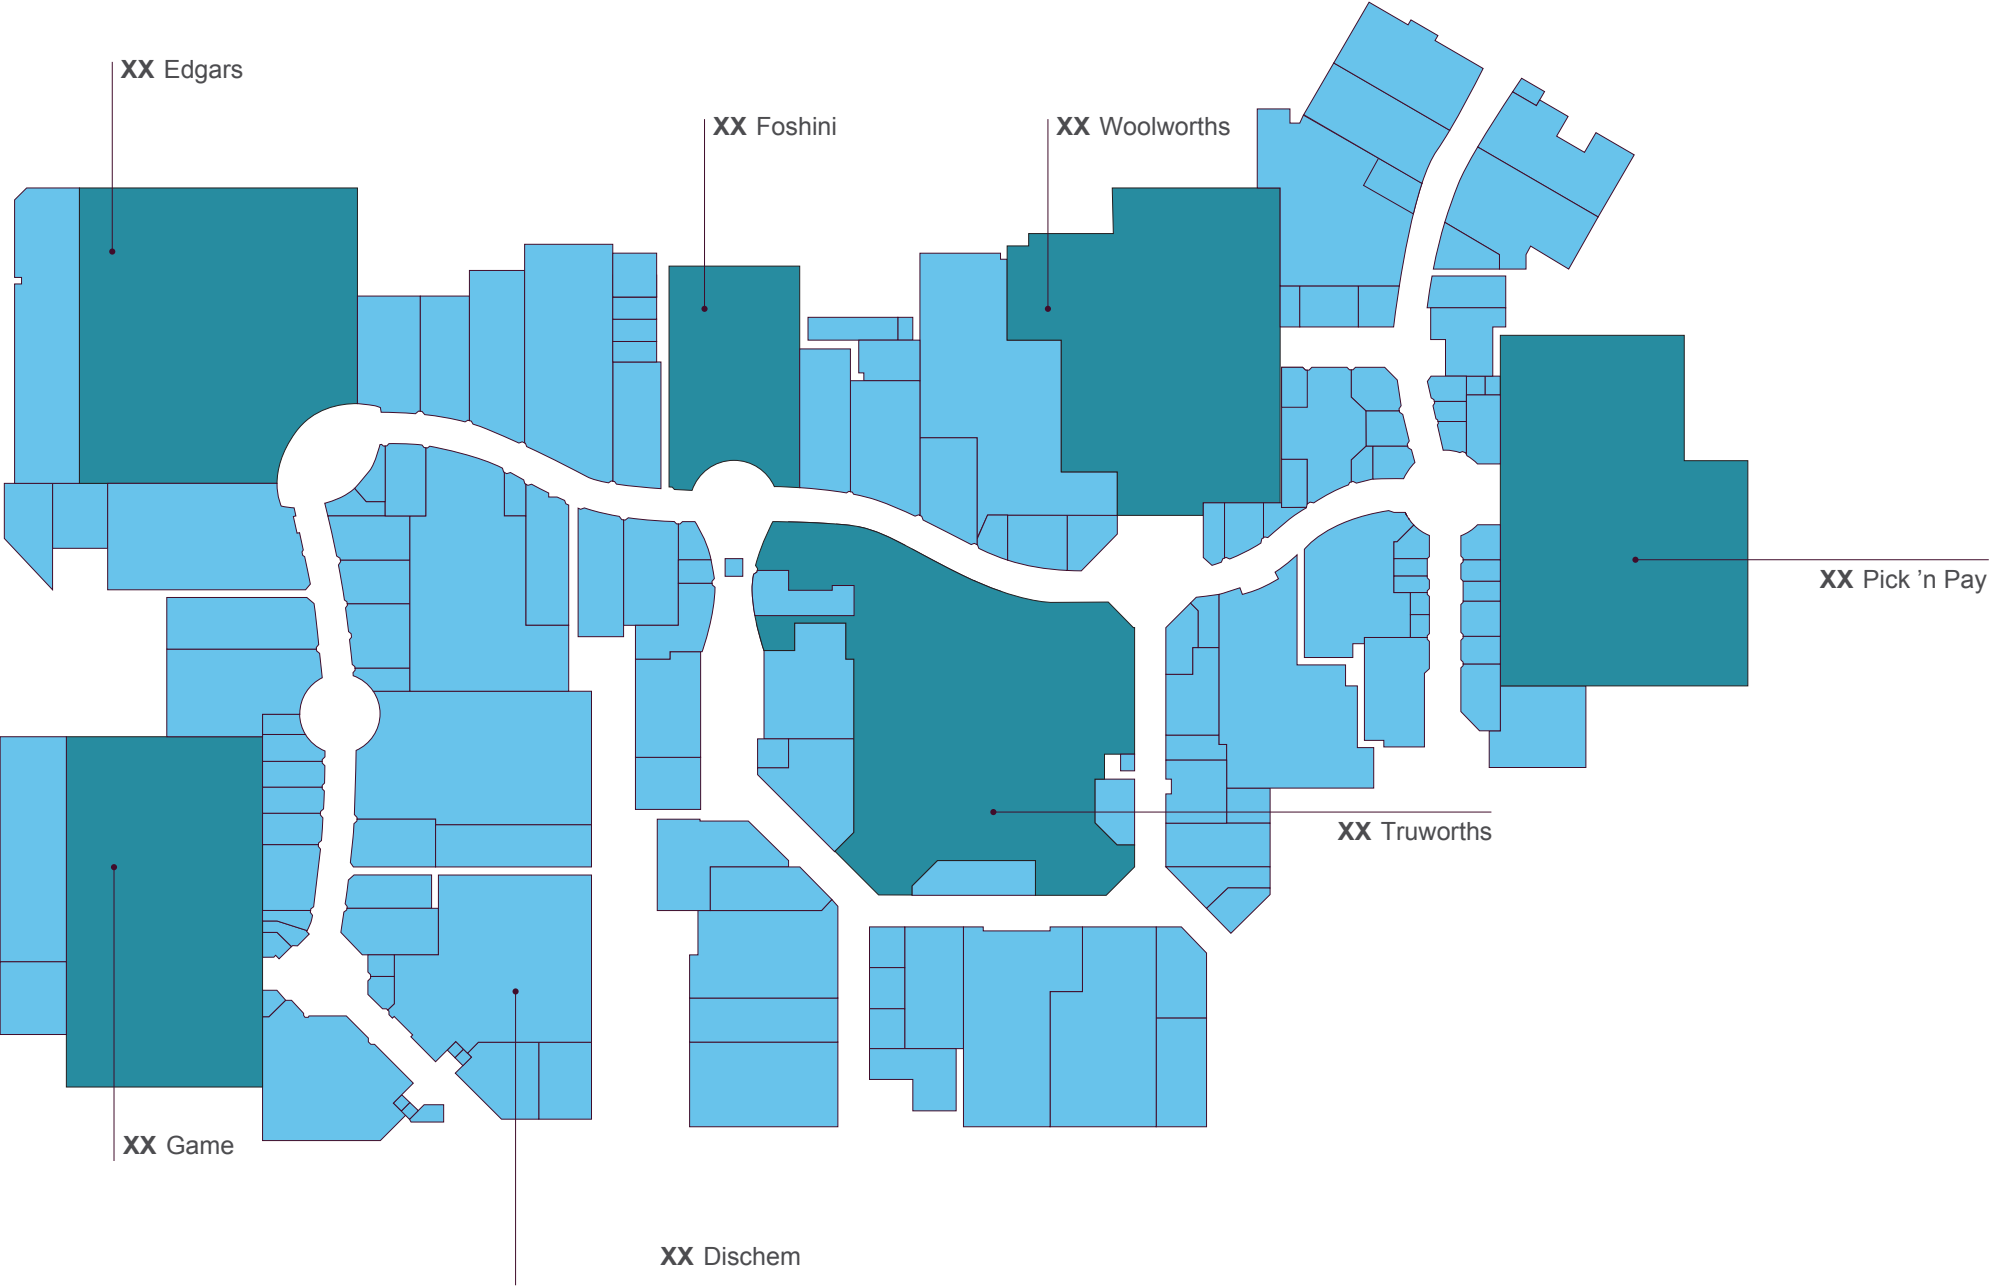 XX Edgars
XX Foshini
XX Woolworths
XX Pick ’n Pay
XX Truworths
XX Game
XX Dischem